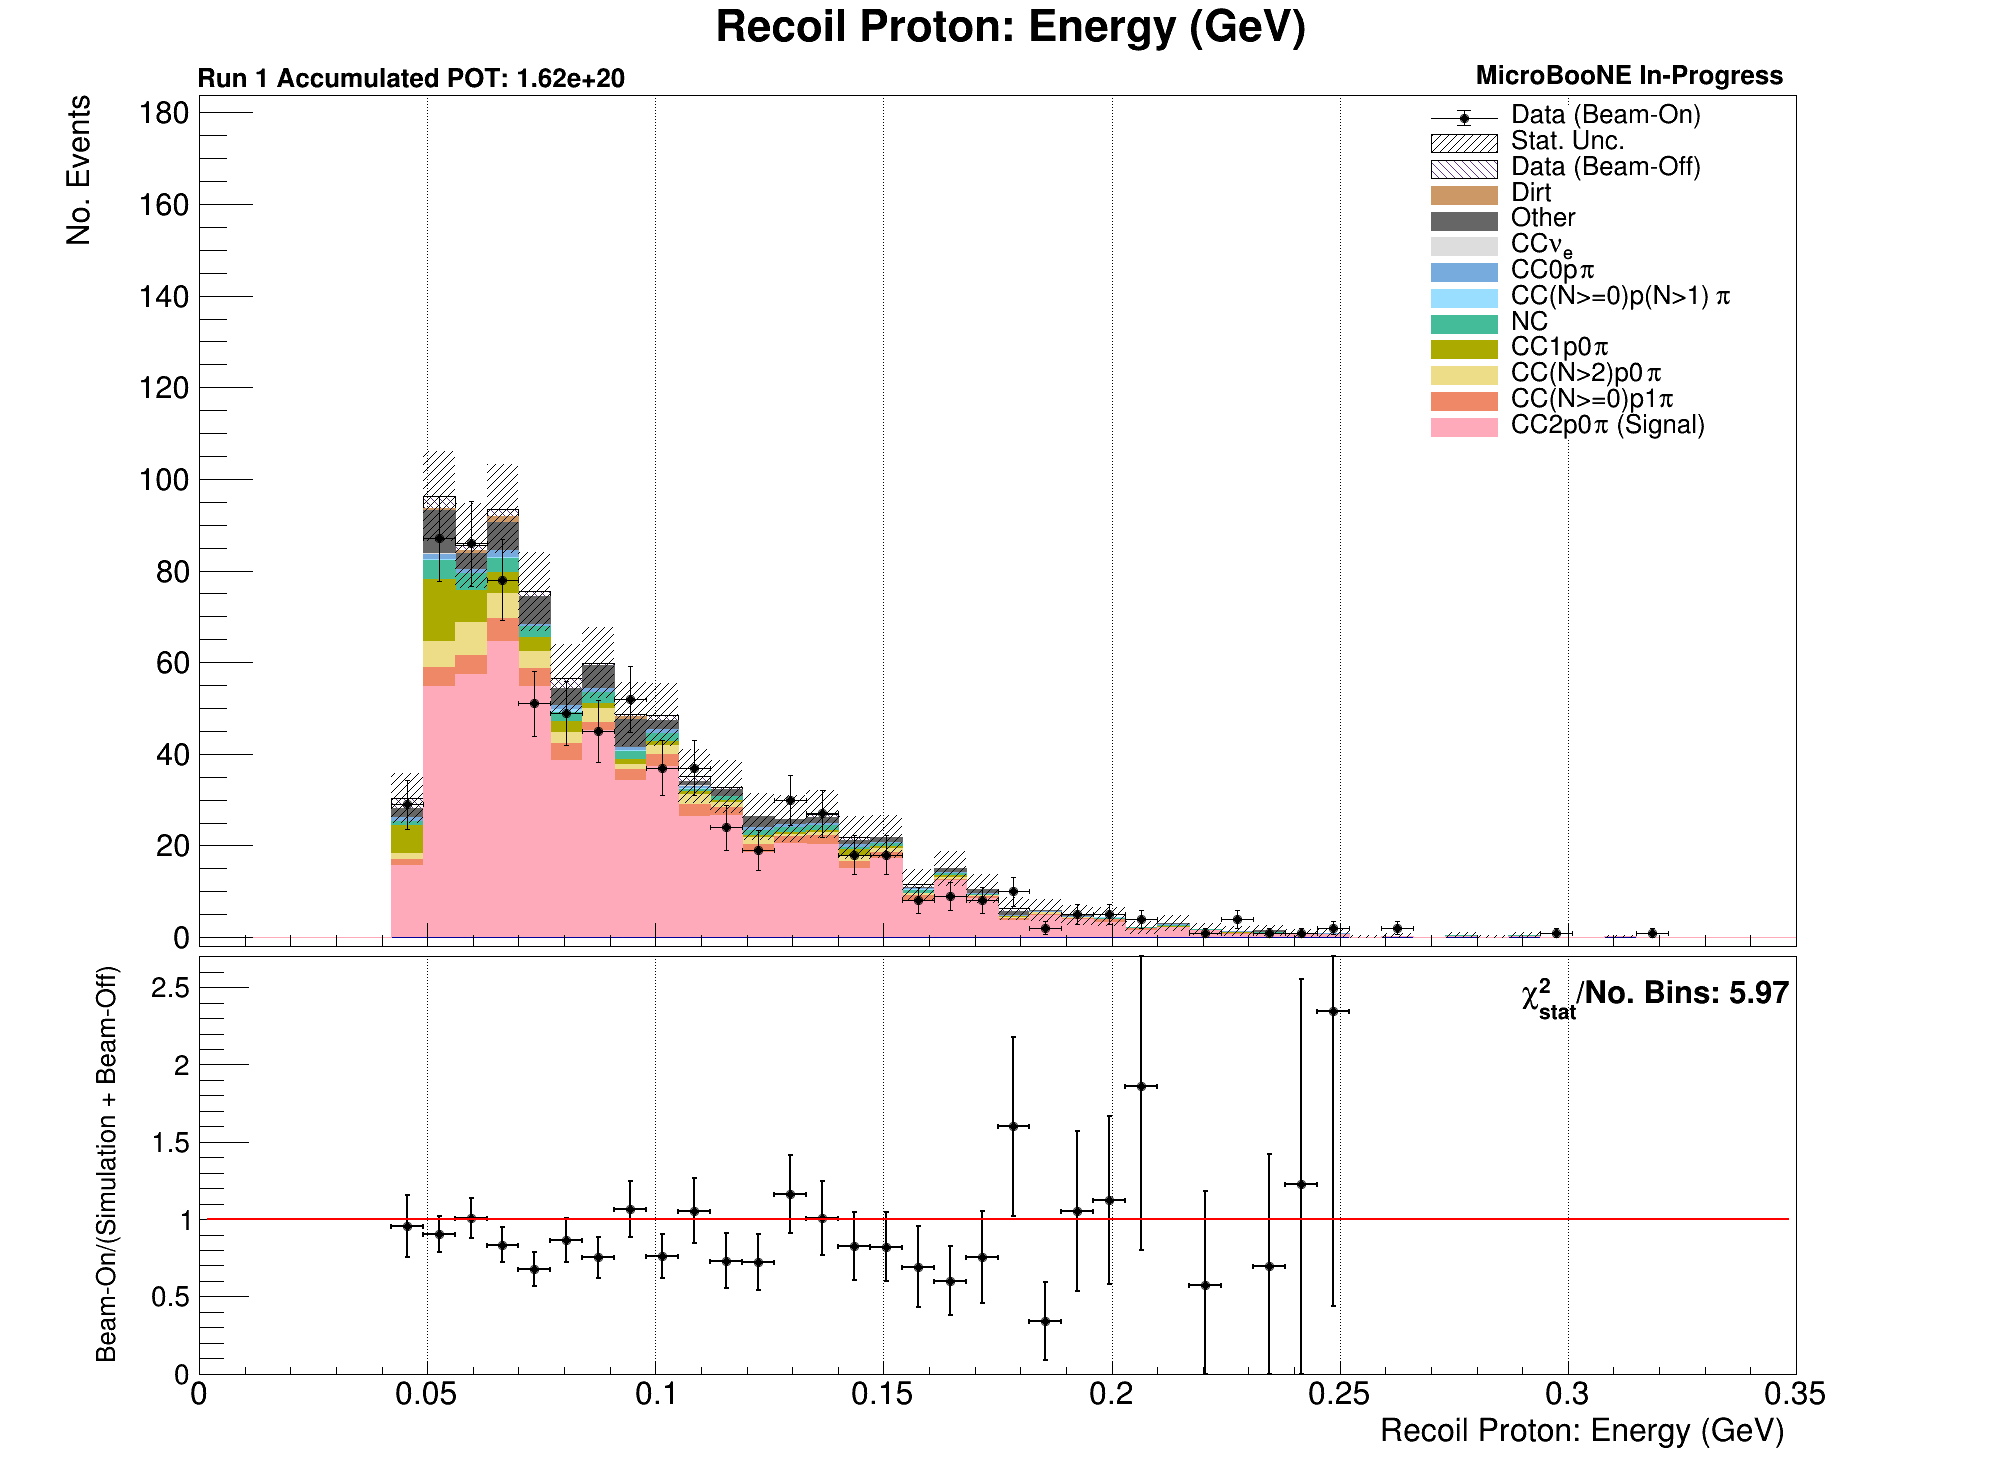 Recoil Proton: Energy (GeV)
Run 1 Accumulated POT: 1.62e+20
MicroBooNE In-Progress
No. Events
180
160
140
120
100
80
60
40
20
0
Data (Beam-On)
Stat. Unc.
Data (Beam-Off)
Dirt
Other
CCνe
CC0pπ
CC(N>=0)p(N>1) π
NC
CC1p0π
CC(N>2)p0π
CC(N>=0)p1π
CC2p0π (Signal)
Beam-On/(Simulation + Beam-Off)
2.5
2
1.5
1
0.5
0
χ²stat/No. Bins: 5.97
0 0.05 0.1 0.15 0.2 0.25 0.3 0.35
Recoil Proton: Energy (GeV)